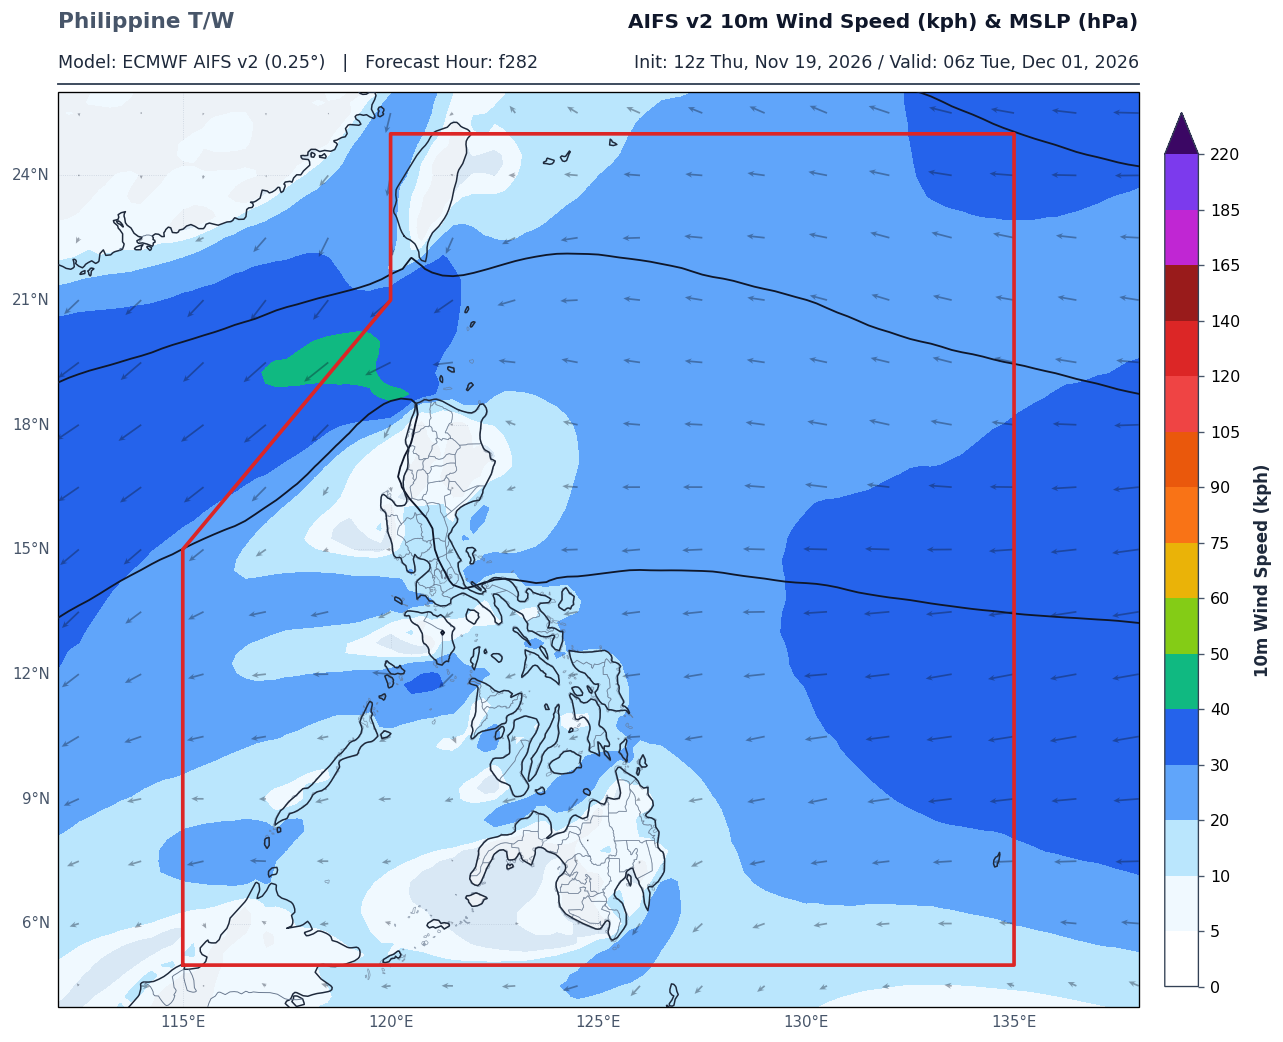 Philippine T/W
AIFS v2 10m Wind Speed (kph) & MSLP (hPa)
Model: ECMWF AIFS v2 (0.25°) | Forecast Hour: f282
Init: 12z Thu, Nov 19, 2026 / Valid: 06z Tue, Dec 01, 2026
24°N
21°N
18°N
15°N
12°N
9°N
6°N
115°E
120°E
125°E
130°E
135°E
220
185
165
140
120
105
90
75
60
50
40
30
20
10
5
0
10m Wind Speed (kph)